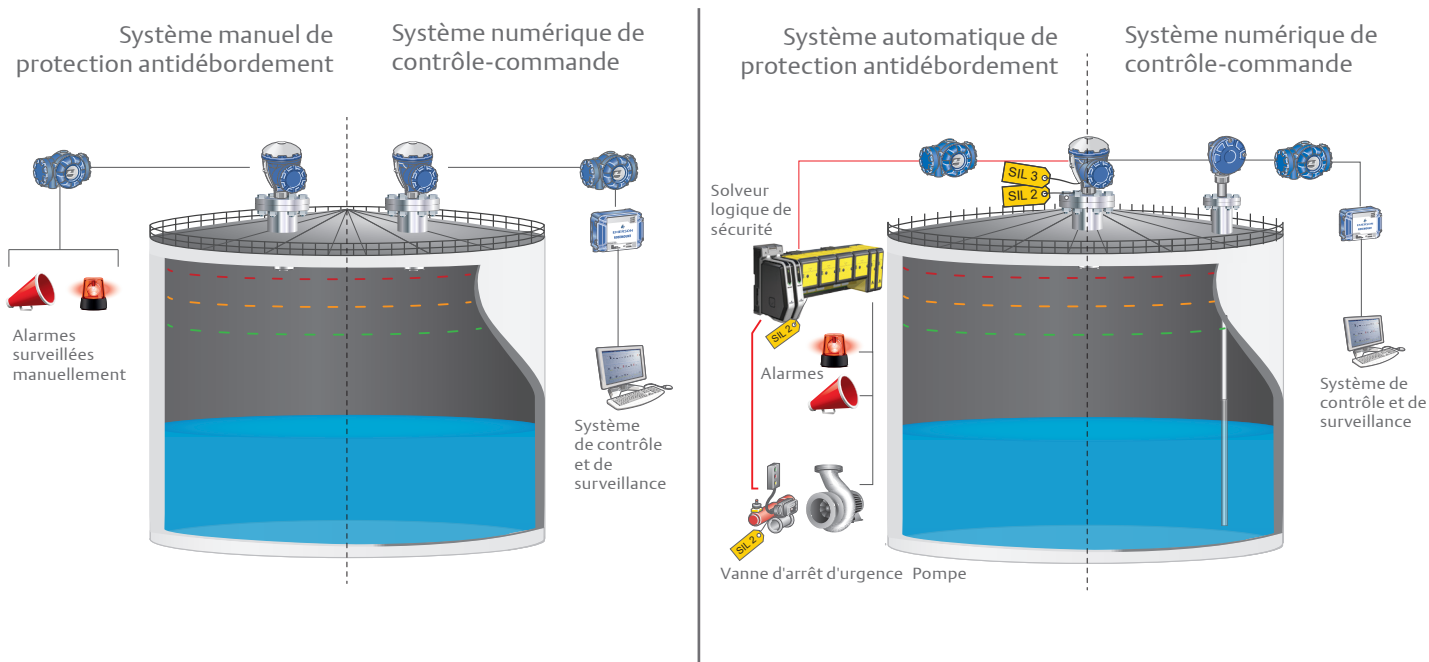 Système manuel de
protection antidébordement
Système numérique de
contrôle-commande
Alarmes
surveillées
manuellement
EMERSON
Système
de contrôle
et de
surveillance
Système automatique de
protection antidébordement
Système numérique de
contrôle-commande
SIL 3
SIL 2
Solveur
logique de
sécurité
SIL 2
Alarmes
SIL 2
Vanne d'arrêt d'urgence
Pompe
EMERSON
Système de
contrôle et de
surveillance